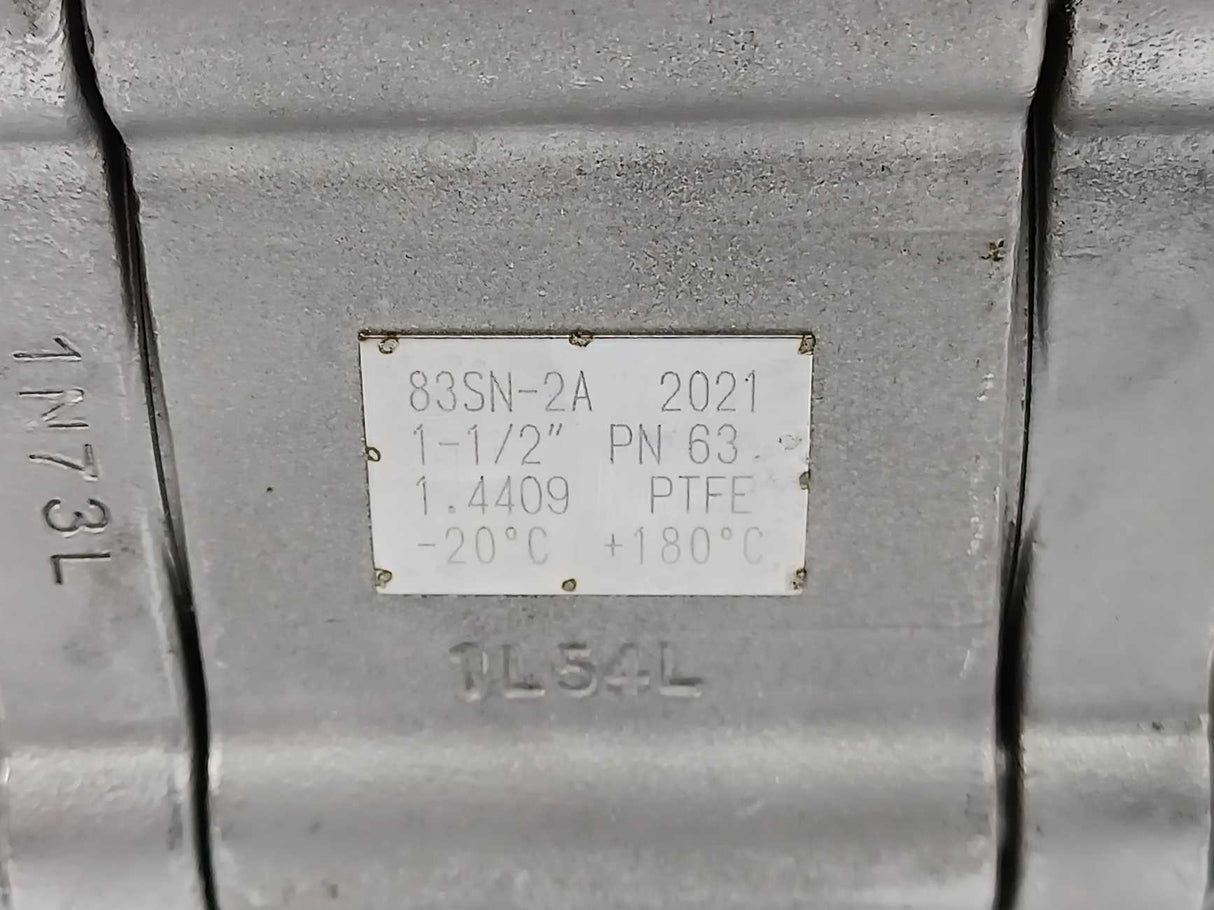 1N73L
83SN-2A 2021
1-1/2" PN 63
1.4409 PTFE
-20°C +180°C
1L54L